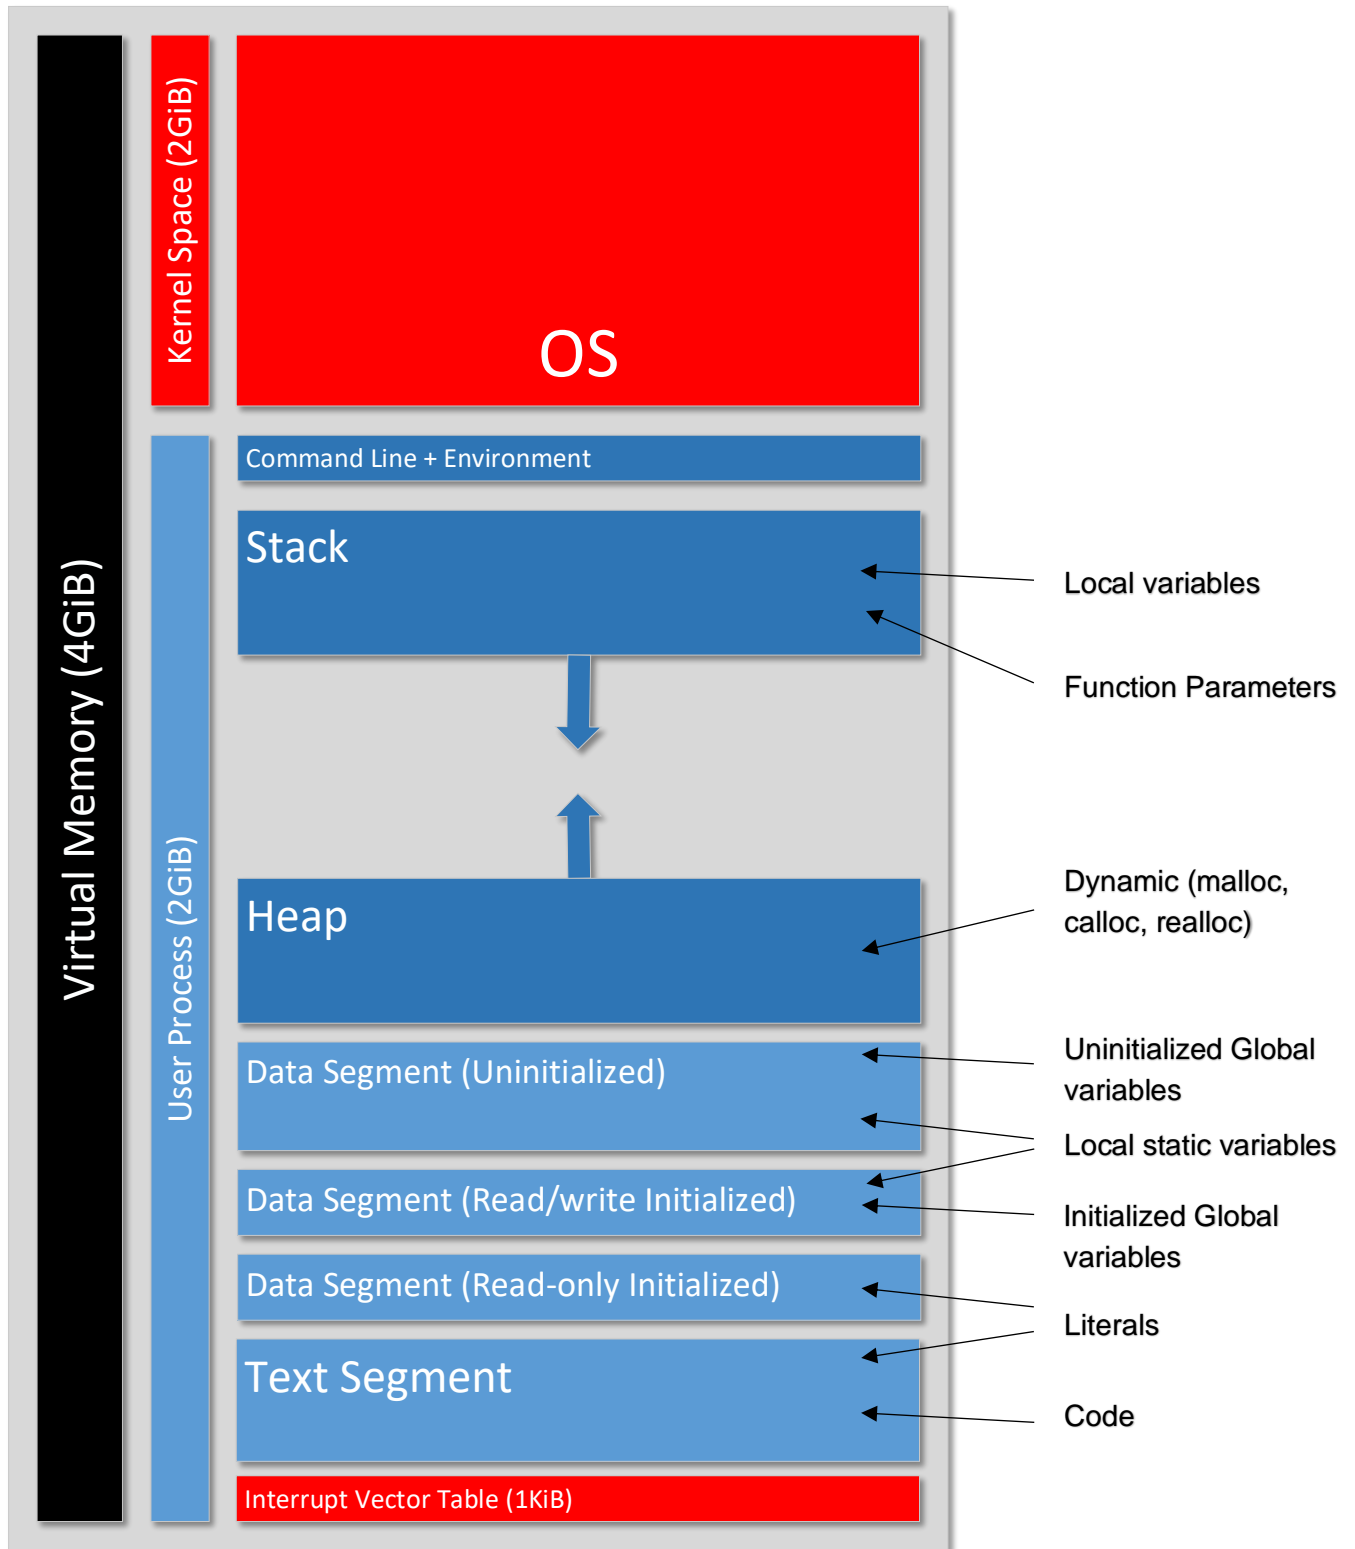 Virtual Memory (4GiB)
Kernel Space (2GiB)
OS
User Process (2GiB)
Command Line + Environment
Stack
Local variables
Function Parameters
Heap
Dynamic (malloc,
calloc, realloc)
Data Segment (Uninitialized)
Uninitialized Global
variables
Local static variables
Data Segment (Read/write Initialized)
Initialized Global
variables
Data Segment (Read-only Initialized)
Literals
Text Segment
Code
Interrupt Vector Table (1KiB)